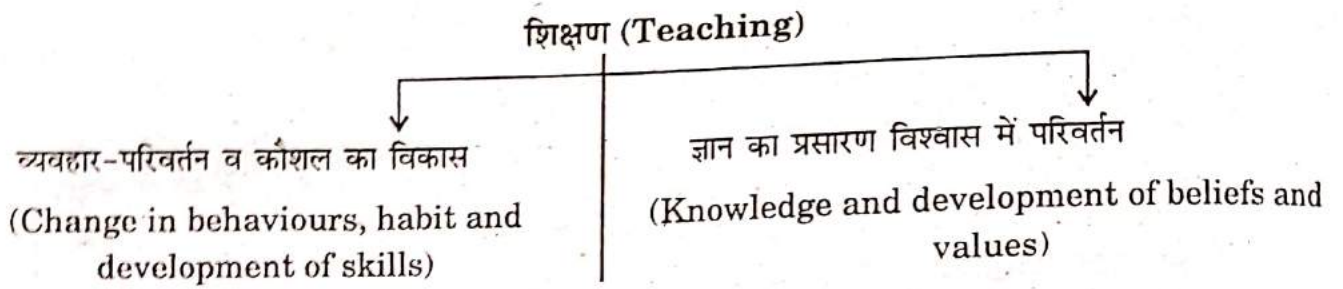 शिक्षण (Teaching)
व्यवहार-परिवर्तन व कौशल का विकास
(Change in behaviours, habit and
development of skills)
ज्ञान का प्रसारण विश्वास में परिवर्तन
(Knowledge and development of beliefs and
values)